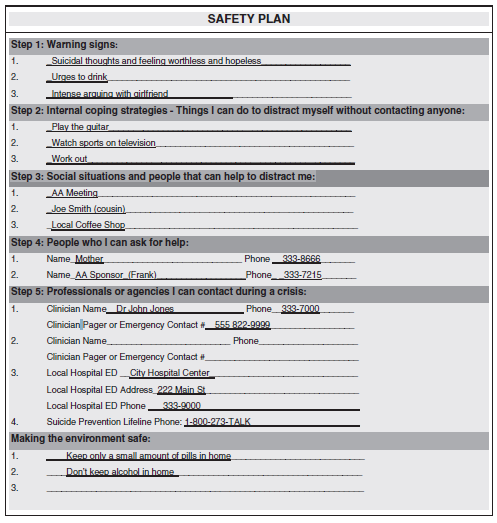 SAFETY PLAN
Step 1: Warning signs:
1. Suicidal thoughts and feeling worthless and hopeless
2. Urges to drink
3. Intense arguing with girlfriend
Step 2: Internal coping strategies - Things I can do to distract myself without contacting anyone:
1. Play the guitar
2. Watch sports on television
3. Work out
Step 3: Social situations and people that can help to distract me:
1. AA Meeting
2. Joe Smith (cousin)
3. Local Coffee Shop
Step 4: People who I can ask for help:
1. Name Mother Phone 333-8666
2. Name AA Sponsor (Frank) Phone 333-7215
Step 5: Professionals or agencies I can contact during a crisis:
1. Clinician Name Dr John Jones Phone 333-7000
Clinician Pager or Emergency Contact # 555 822-9999
2. Clinician Name Phone
Clinician Pager or Emergency Contact #
3. Local Hospital ED City Hospital Center
Local Hospital ED Address 222 Main St
Local Hospital ED Phone 333-9000
4. Suicide Prevention Lifeline Phone: 1-800-273-TALK
Making the environment safe:
1. Keep only a small amount of pills in home
2. Don't keep alcohol in home
3.